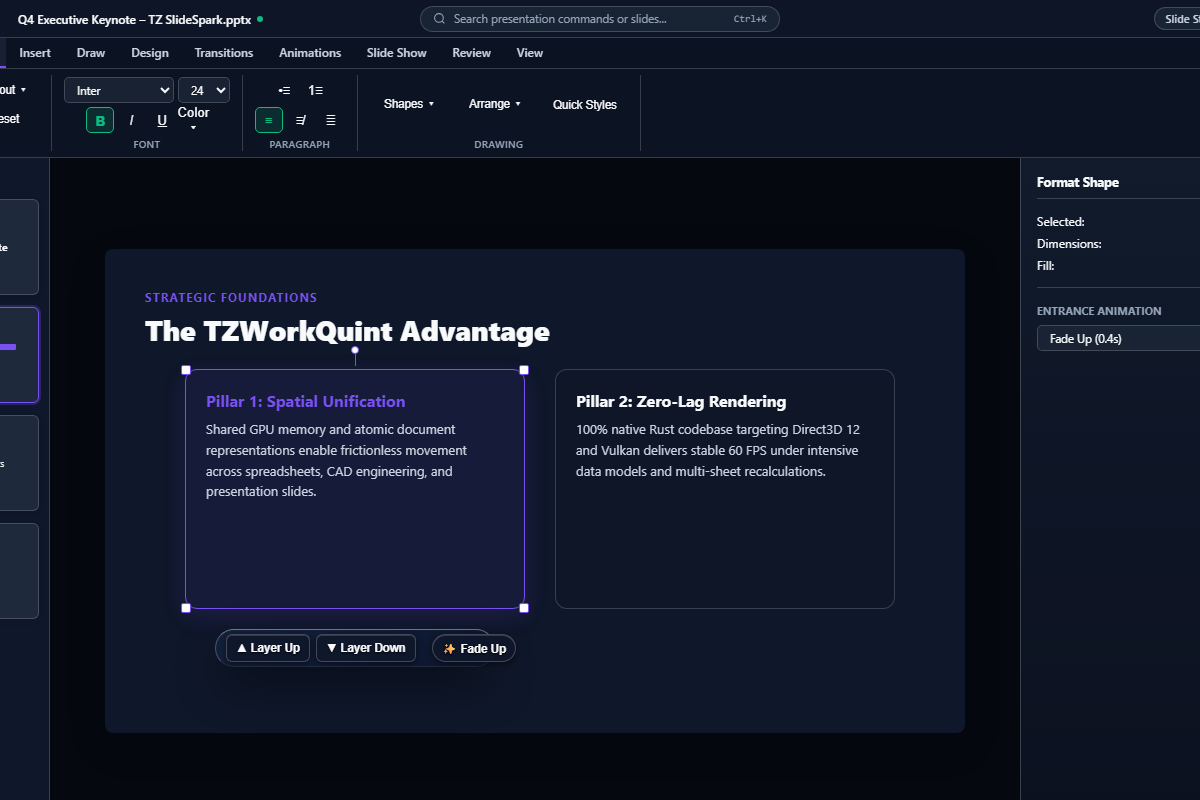 Q4 Executive Keynote – TZ SlideSpark.pptx
Search presentation commands or slides...
Ctrl+K
Slide S
Insert
Draw
Design
Transitions
Animations
Slide Show
Review
View
out
eset
Inter
24
B
I
U
Color
FONT
PARAGRAPH
Shapes
Arrange
Quick Styles
DRAWING
te
s
STRATEGIC FOUNDATIONS
The TZWorkQuint Advantage
Pillar 1: Spatial Unification
Shared GPU memory and atomic document
representations enable frictionless movement
across spreadsheets, CAD engineering, and
presentation slides.
Pillar 2: Zero-Lag Rendering
100% native Rust codebase targeting Direct3D 12
and Vulkan delivers stable 60 FPS under intensive
data models and multi-sheet recalculations.
▲ Layer Up
▼ Layer Down
✨ Fade Up
Format Shape
Selected:
Dimensions:
Fill:
ENTRANCE ANIMATION
Fade Up (0.4s)